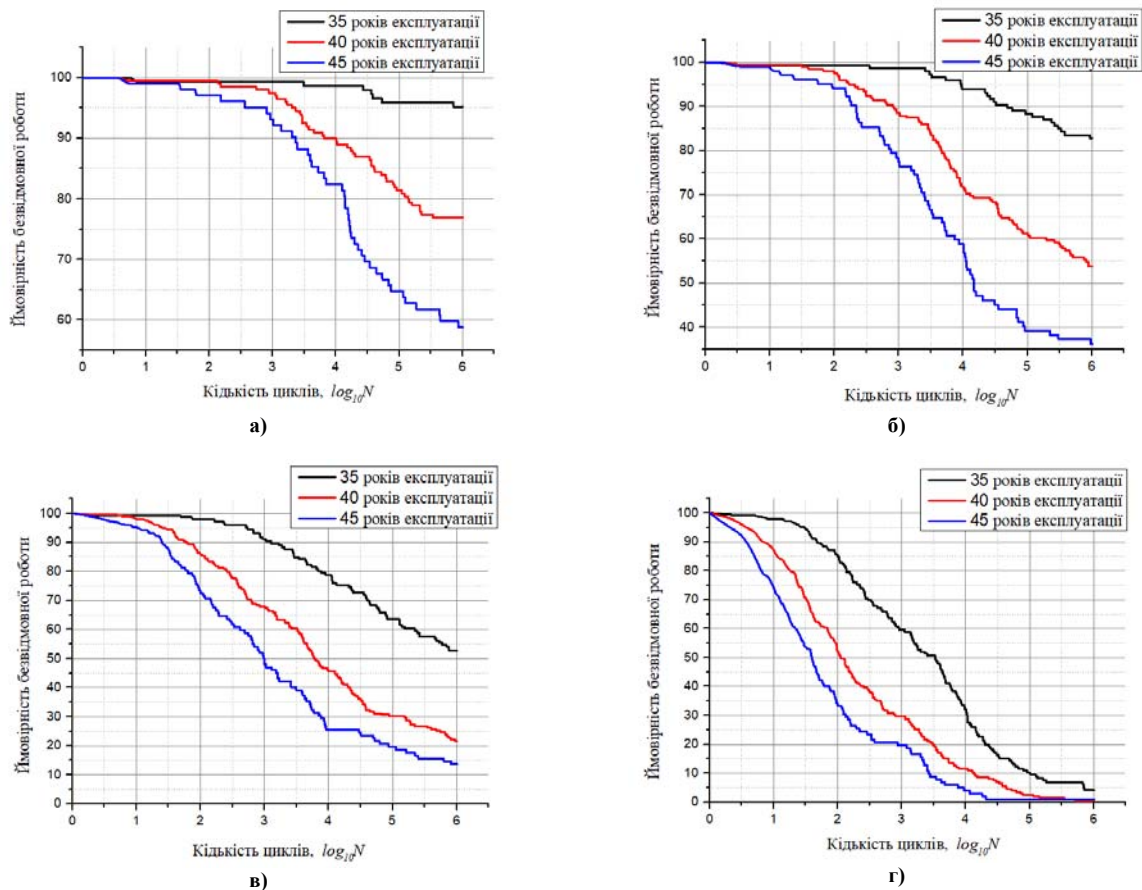 35 років експлуатації
40 років експлуатації
45 років експлуатації
100
90
80
70
60
Ймовірність безвідмовної роботи
0 1 2 3 4 5 6
Кідькість циклів, log₁₀N
а)
35 років експлуатації
40 років експлуатації
45 років експлуатації
100
90
80
70
60
50
40
Ймовірність безвідмовної роботи
0 1 2 3 4 5 6
Кідькість циклів, log₁₀N
б)
35 років експлуатації
40 років експлуатації
45 років експлуатації
100
90
80
70
60
50
40
30
20
10
0
Ймовірність безвідмовної роботи
0 1 2 3 4 5 6
Кідькість циклів, log₁₀N
в)
35 років експлуатації
40 років експлуатації
45 років експлуатації
100
90
80
70
60
50
40
30
20
10
0
Ймовірність безвідмовної роботи
0 1 2 3 4 5 6
Кідькість циклів, log₁₀N
г)